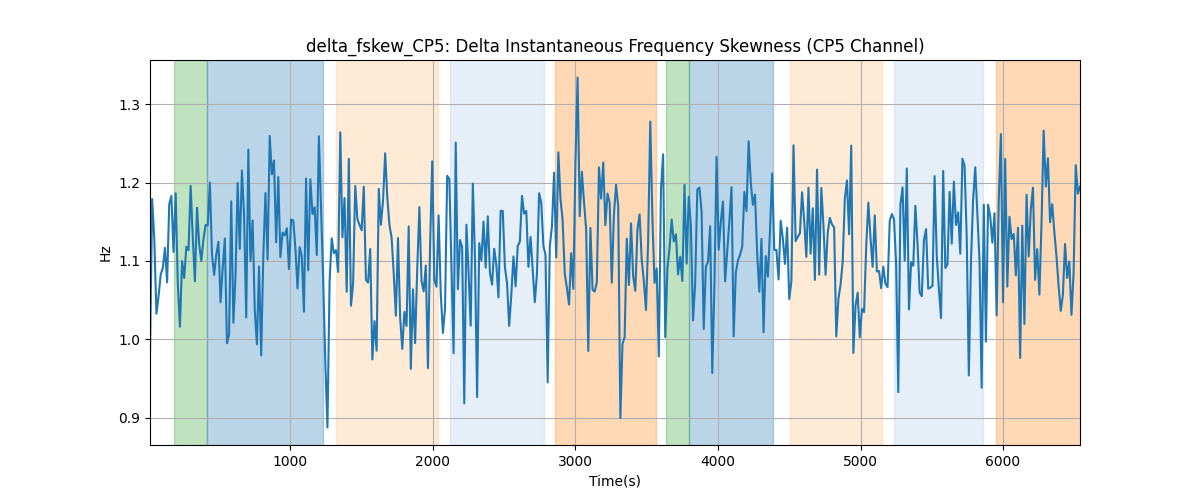 delta_fskew_CP5: Delta Instantaneous Frequency Skewness (CP5 Channel)
Hz
1.3
1.2
1.1
1.0
0.9
1000 2000 3000 4000 5000 6000
Time(s)